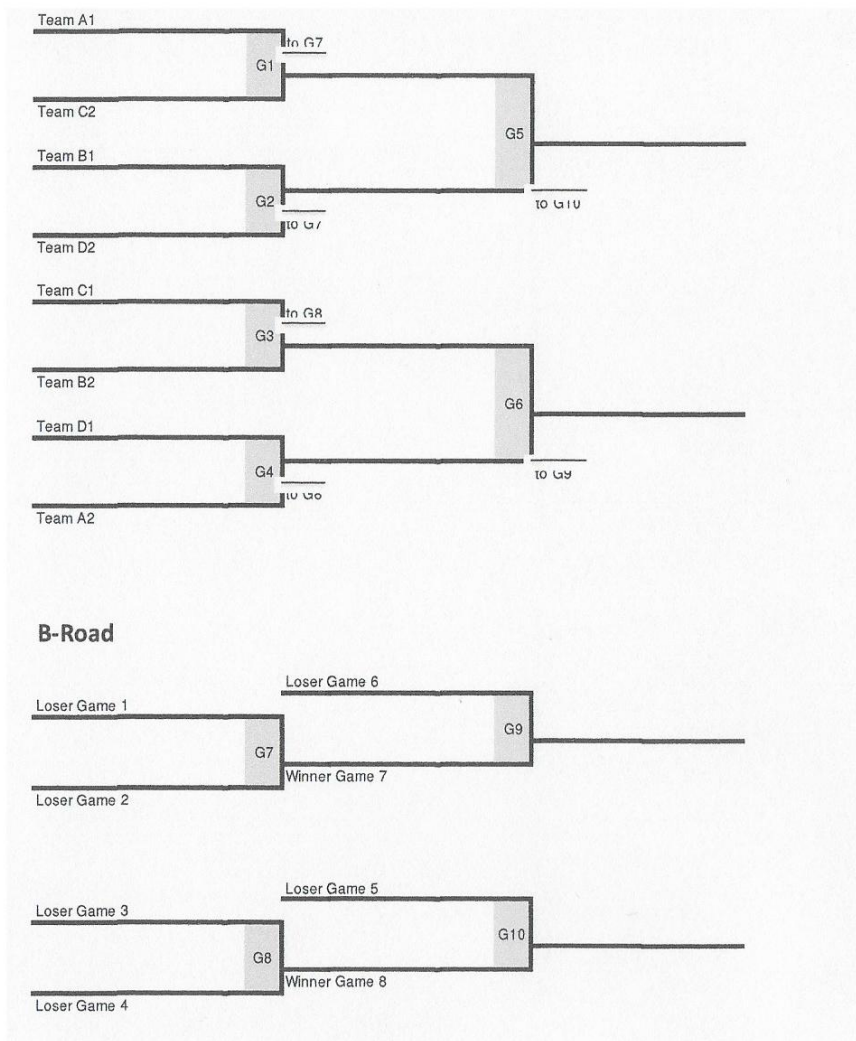 Team A1
to G7
G1
Team C2
G5
Team B1
G2
to G7
to G10
Team D2
Team C1
to G8
G3
Team B2
G6
Team D1
G4
to G8
to G9
Team A2
B-Road
Loser Game 6
Loser Game 1
G9
G7
Winner Game 7
Loser Game 2
Loser Game 5
Loser Game 3
G10
G8
Winner Game 8
Loser Game 4